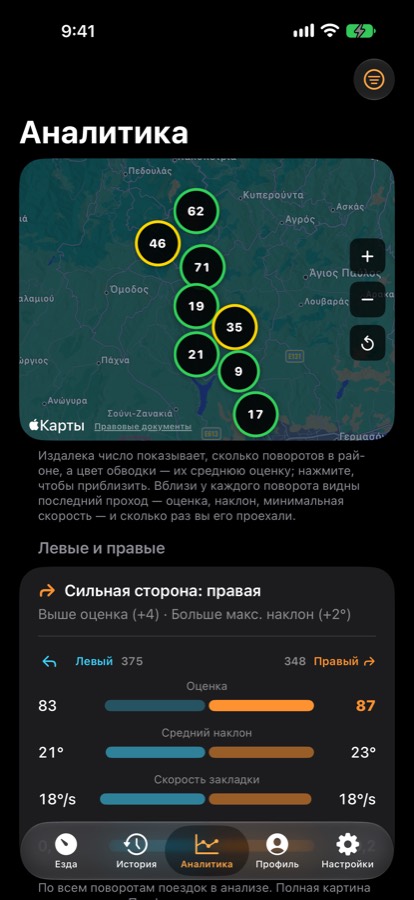 9:41
Аналитика
Πεδουλάς
62
Κυπερούντα
Ασκάς
Αγρός
46
71
Άγιος Παύλος
Όμοδος
19
Λουβαράς
αλαμιού
35
21
E731
Πάχνα
9
Ανώγυρα
17
Σούνι-Ζανακιά
Карты
Правовые документы
Γερμασό
Издалека число показывает, сколько поворотов в рай-
оне, а цвет обводки — их среднюю оценку; нажмите,
чтобы приблизить. Вблизи у каждого поворота видны
последний проход — оценка, наклон, минимальная
скорость — и сколько раз вы его проехали.
Левые и правые
Сильная сторона: правая
Выше оценка (+4) · Больше макс. наклон (+2°)
Левый 375 348 Правый
Оценка
83 87
Средний наклон
21° 23°
Скорость закладки
18°/s 18°/s
Езда История Аналитика Профиль Настройки
По всем поворотам поездок в анализе. Полная картина